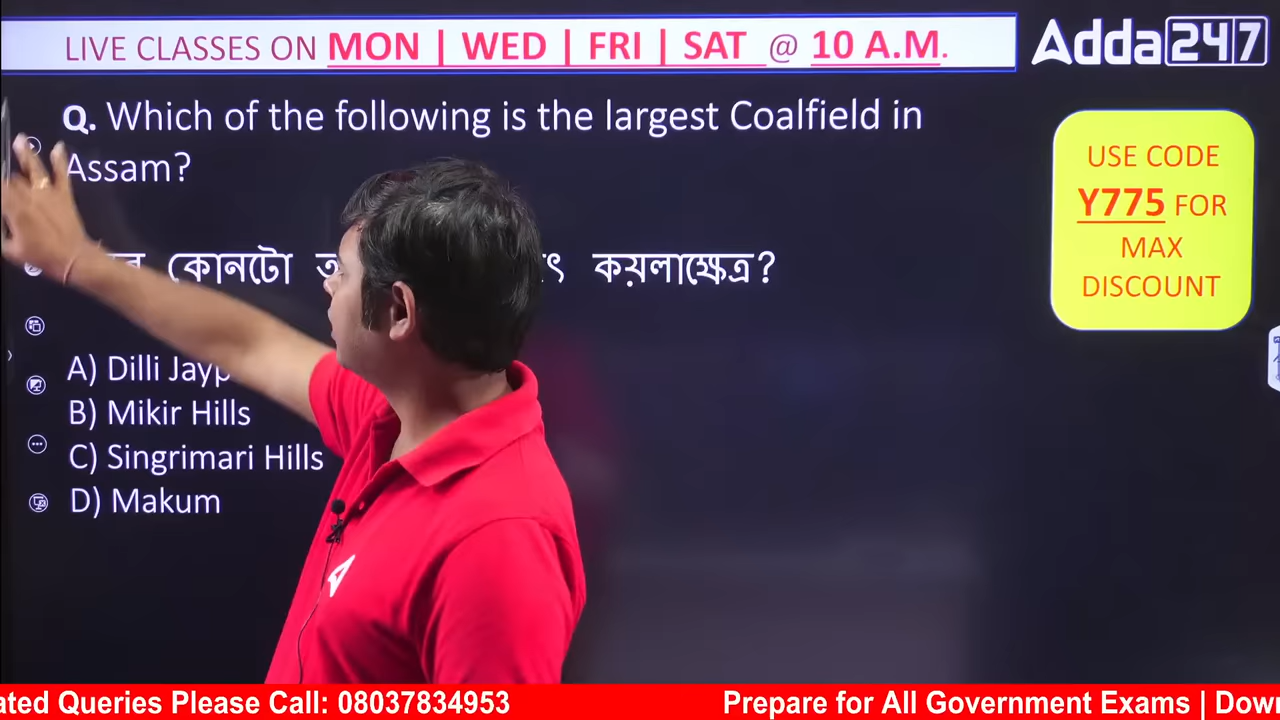 LIVE CLASSES ON MON | WED | FRI | SAT @ 10 A.M.
Adda247
Q. Which of the following is the largest Coalfield in
Assam?
কোনটো কয়লাক্ষেত্ৰ?
A) Dilli
B) Mikir Hills
C) Singrimari Hills
D) Makum
USE CODE
Y775 FOR
MAX
DISCOUNT
Queries Please Call: 08037834953 Prepare for All Government Exams |